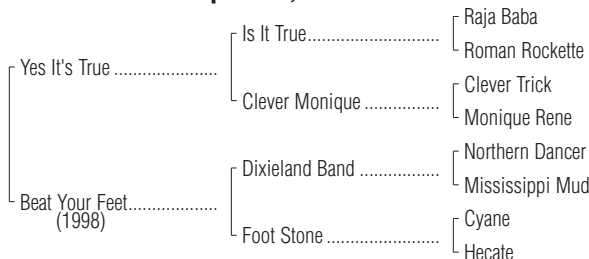 Raja Baba
Is It True..............................
Roman Rockette
Yes It's True .......................
Clever Trick
Clever Monique .................
Monique Rene
Northern Dancer
Dixieland Band ..................
Mississippi Mud
Beat Your Feet....................
(1998)
Cyane
Foot Stone .........................
Hecate